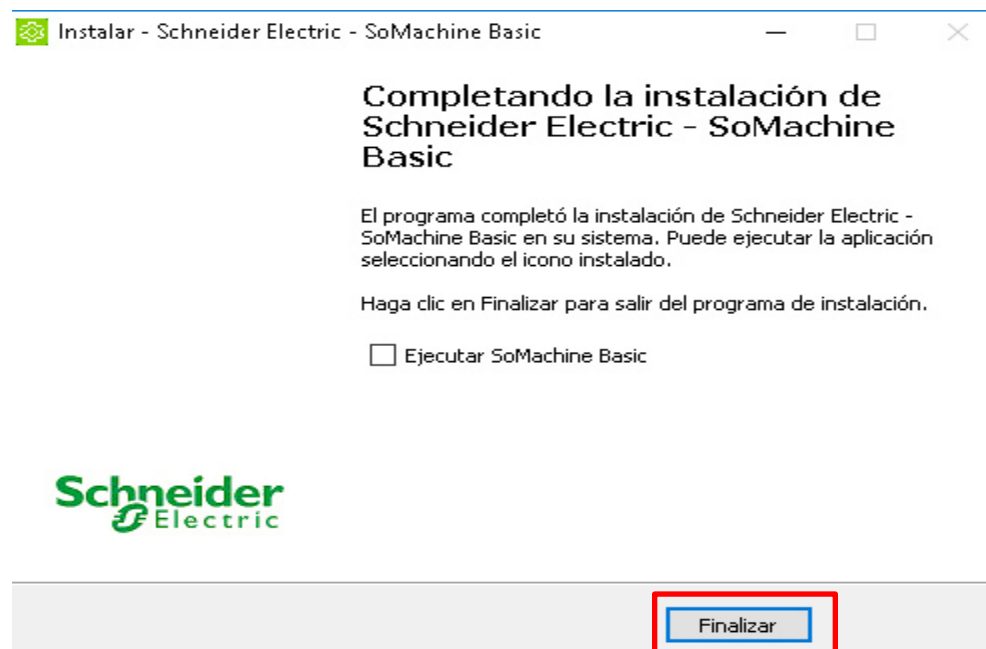 Instalar - Schneider Electric - SoMachine Basic
Completando la instalación de
Schneider Electric - SoMachine
Basic
El programa completó la instalación de Schneider Electric -
SoMachine Basic en su sistema. Puede ejecutar la aplicación
seleccionando el icono instalado.
Haga clic en Finalizar para salir del programa de instalación.
Ejecutar SoMachine Basic
Schneider
Electric
Finalizar